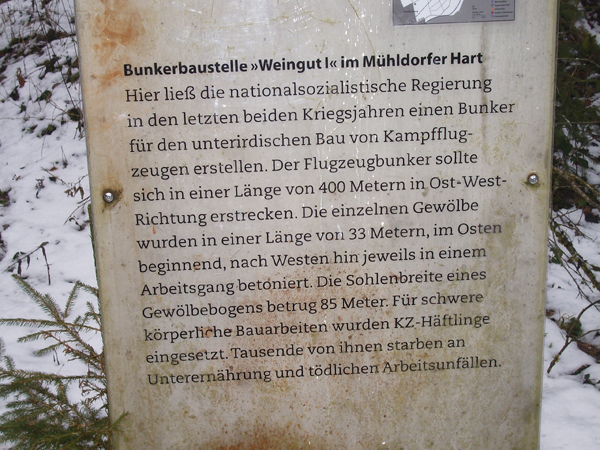 Bunkerbaustelle »Weingut I« im Mühldorfer Hart
Hier ließ die nationalsozialistische Regierung
in den letzten beiden Kriegsjahren einen Bunker
für den unterirdischen Bau von Kampfflug-
zeugen erstellen. Der Flugzeugbunker sollte
sich in einer Länge von 400 Metern in Ost-West-
Richtung erstrecken. Die einzelnen Gewölbe
wurden in einer Länge von 33 Metern, im Osten
beginnend, nach Westen hin jeweils in einem
Arbeitsgang betoniert. Die Sohlenbreite eines
Gewölbebogens betrug 85 Meter. Für schwere
körperliche Bauarbeiten wurden KZ-Häftlinge
eingesetzt. Tausende von ihnen starben an
Unterernährung und tödlichen Arbeitsunfällen.